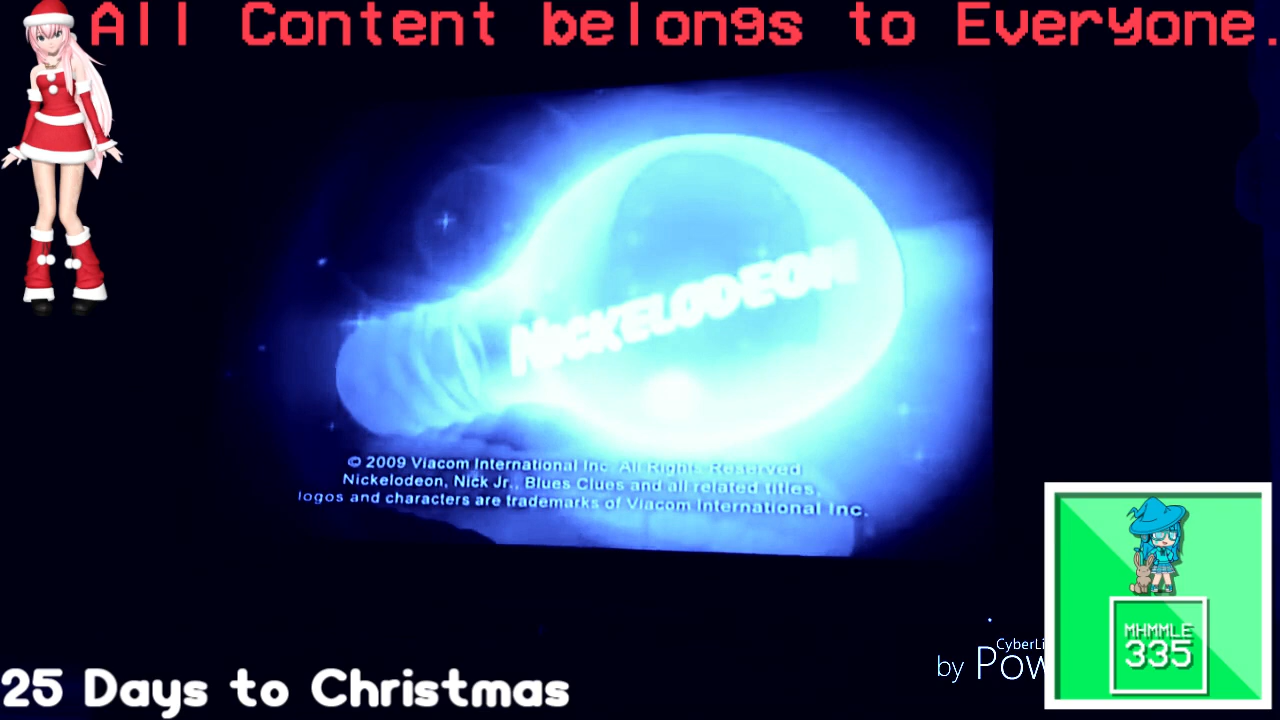 All Content belongs to Everyone.
NICKELODEON
© 2009 Viacom International Inc. All Rights Reserved
Nickelodeon, Nick Jr., Blues Clues and all related titles,
logos and characters are trademarks of Viacom International Inc.
CyberLi
by POW
MHMMLE
335
25 Days to Christmas